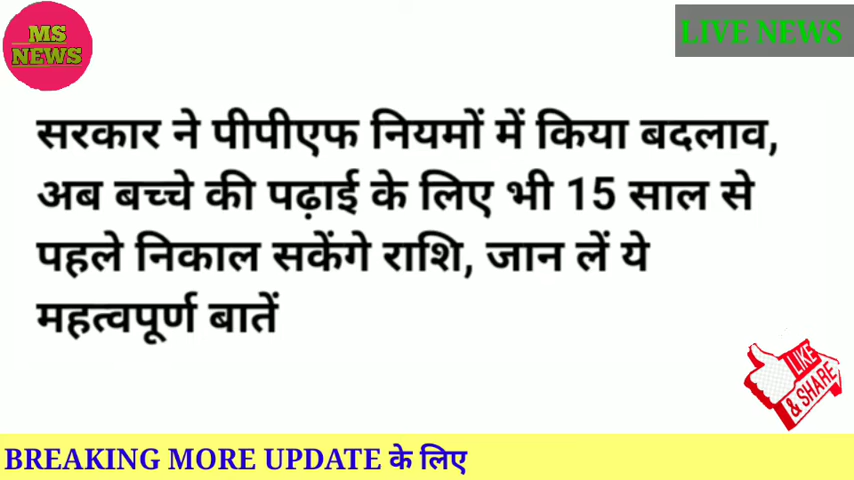 MS
NEWS
LIVE NEWS
सरकार ने पीपीएफ नियमों में किया बदलाव,
अब बच्चे की पढ़ाई के लिए भी 15 साल से
पहले निकाल सकेंगे राशि, जान लें ये
महत्वपूर्ण बातें
LIKE
& SHARE
BREAKING MORE UPDATE के लिए